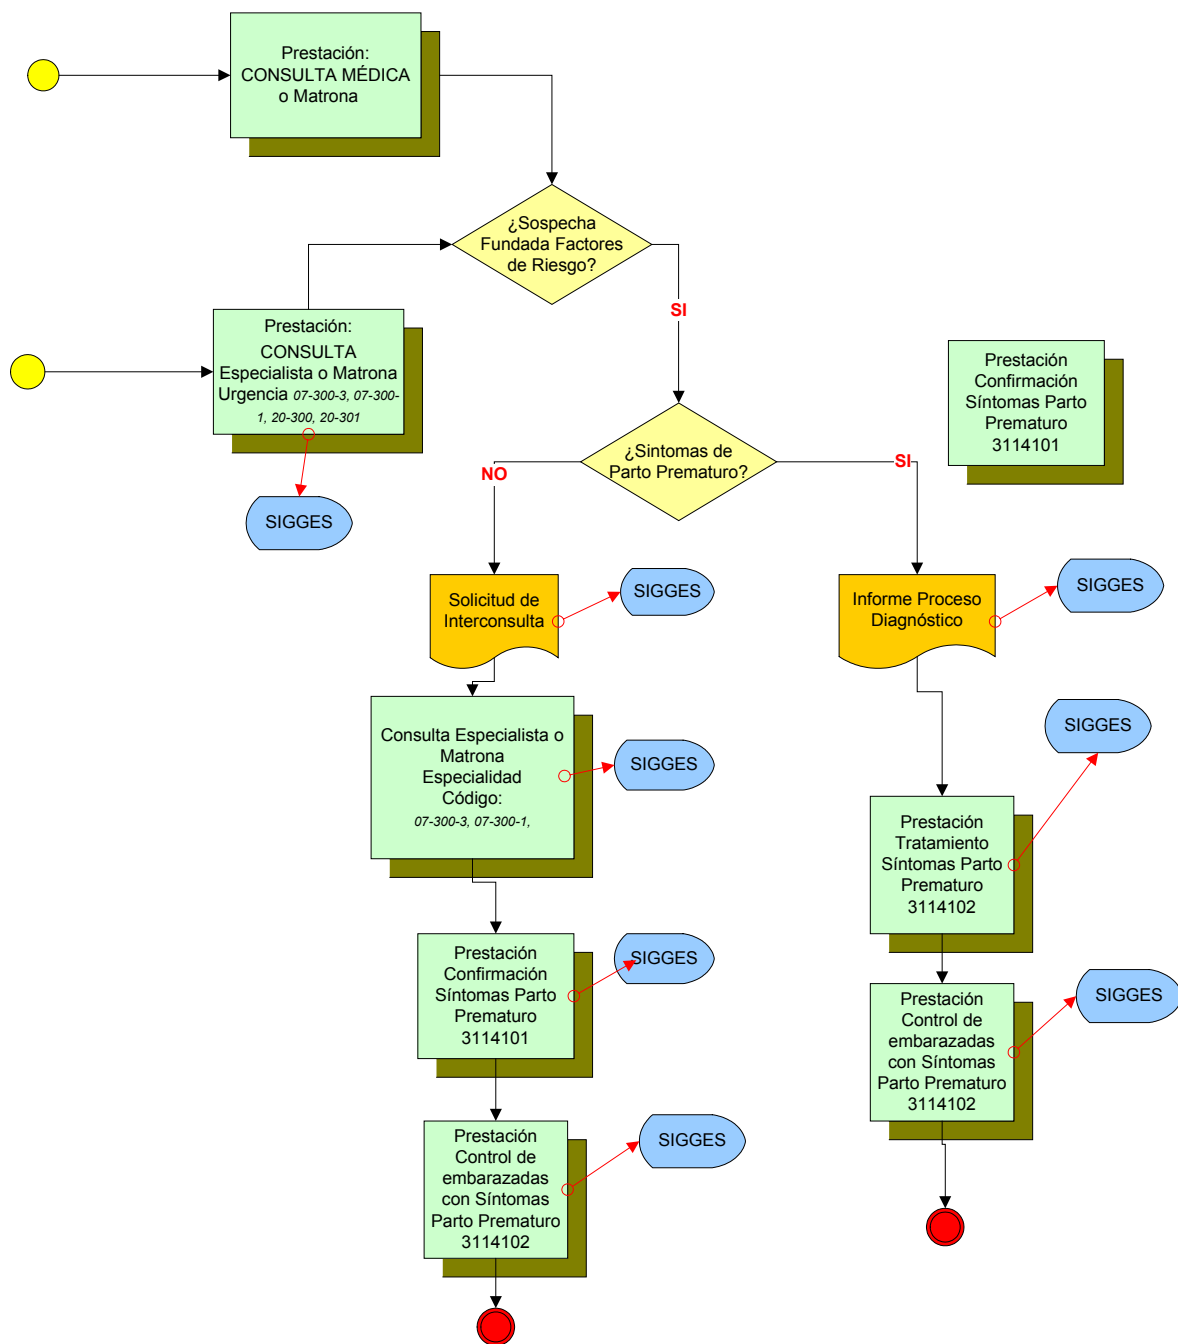 Prestación:
CONSULTA MÉDICA
o Matrona
¿Sospecha
Fundada Factores
de Riesgo?
SI
Prestación:
CONSULTA
Especialista o Matrona
Urgencia 07-300-3, 07-300-
1, 20-300, 20-301
SIGGES
Prestación
Confirmación
Síntomas Parto
Prematuro
3114101
¿Sintomas de
Parto Prematuro?
NO
SI
Solicitud de
Interconsulta
SIGGES
Informe Proceso
Diagnóstico
SIGGES
Consulta Especialista o
Matrona
Especialidad
Código:
07-300-3, 07-300-1,
SIGGES
SIGGES
Prestación
Tratamiento
Síntomas Parto
Prematuro
3114102
Prestación
Confirmación
Síntomas Parto
Prematuro
3114101
SIGGES
Prestación
Control de
embarazadas
con Síntomas
Parto Prematuro
3114102
SIGGES
Prestación
Control de
embarazadas
con Síntomas
Parto Prematuro
3114102
SIGGES